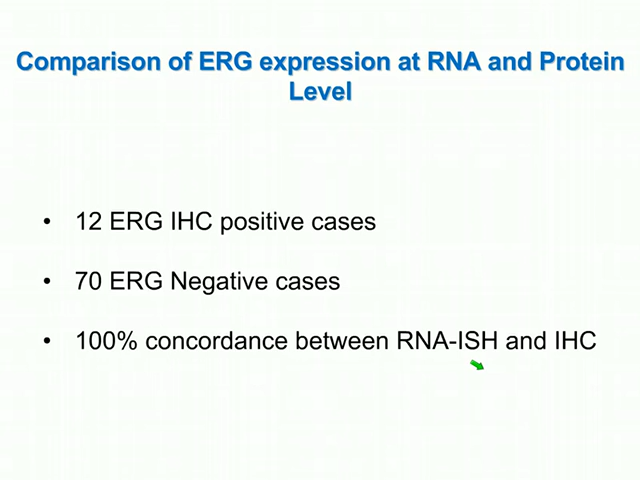 Comparison of ERG expression at RNA and Protein
Level
• 12 ERG IHC positive cases
• 70 ERG Negative cases
• 100% concordance between RNA-ISH and IHC